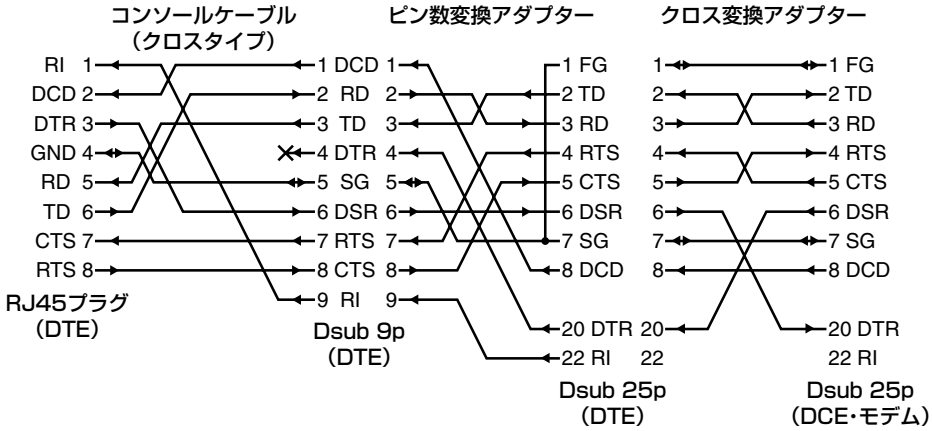 コンソールケーブル ピン数変換アダプター クロス変換アダプター
(クロスタイプ)
RI 1 1 DCD 1 1 FG 1 1 FG
DCD 2 2 RD 2 2 TD 2 2 TD
DTR 3 3 TD 3 3 RD 3 3 RD
GND 4 4 DTR 4 4 RTS 4 4 RTS
RD 5 5 SG 5 5 CTS 5 5 CTS
TD 6 6 DSR 6 6 DSR 6 6 DSR
CTS 7 7 RTS 7 7 SG 7 7 SG
RTS 8 8 CTS 8 8 DCD 8 8 DCD
9 RI 9
RJ45プラグ
(DTE)
Dsub 9p
(DTE)
20 DTR 20 20 DTR
22 RI 22 22 RI
Dsub 25p
(DTE)
Dsub 25p
(DCE・モデム)